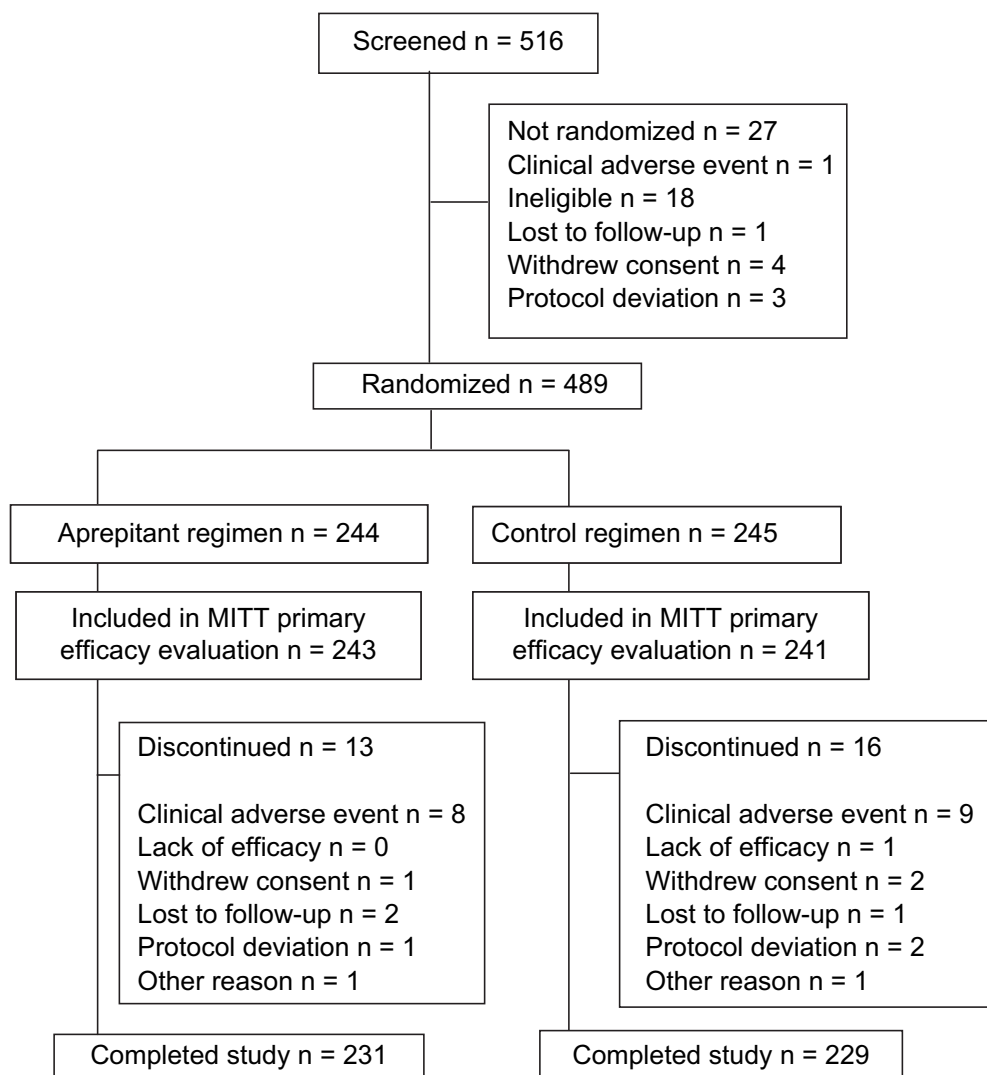 Screened n = 516
Not randomized n = 27
Clinical adverse event n = 1
Ineligible n = 18
Lost to follow-up n = 1
Withdrew consent n = 4
Protocol deviation n = 3
Randomized n = 489
Aprepitant regimen n = 244
Control regimen n = 245
Included in MITT primary
efficacy evaluation n = 243
Included in MITT primary
efficacy evaluation n = 241
Discontinued n = 13
Clinical adverse event n = 8
Lack of efficacy n = 0
Withdrew consent n = 1
Lost to follow-up n = 2
Protocol deviation n = 1
Other reason n = 1
Discontinued n = 16
Clinical adverse event n = 9
Lack of efficacy n = 1
Withdrew consent n = 2
Lost to follow-up n = 1
Protocol deviation n = 2
Other reason n = 1
Completed study n = 231
Completed study n = 229